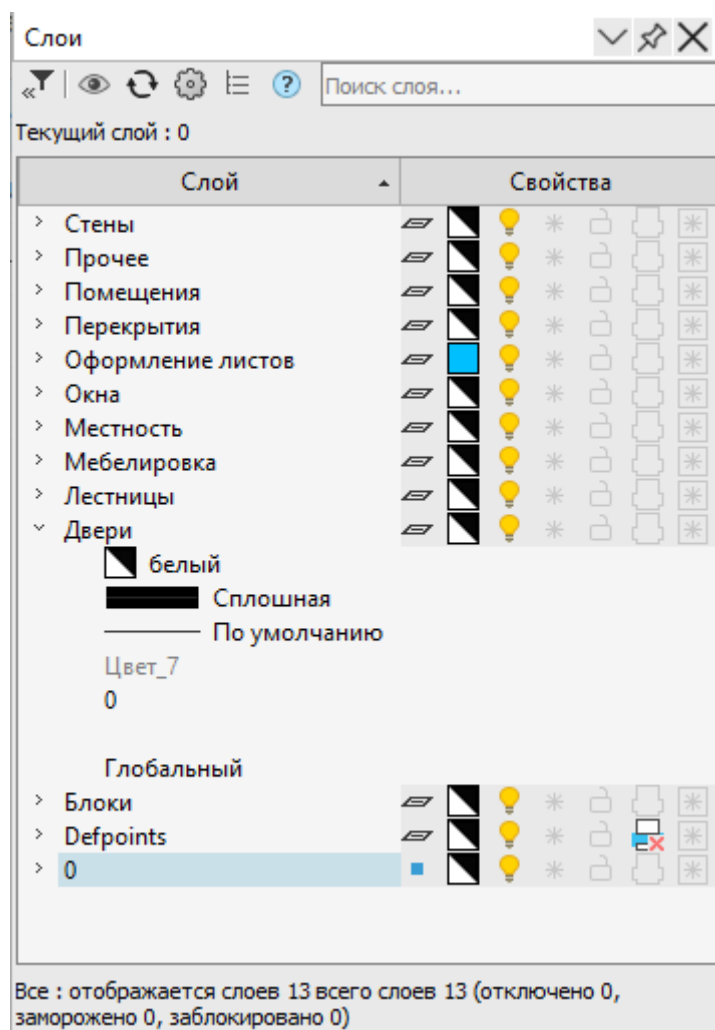 Слои
Поиск слоя...
Текущий слой : 0
Слой Свойства
Стены
Прочее
Помещения
Перекрытия
Оформление листов
Окна
Местность
Мебелировка
Лестницы
Двери
белый
Сплошная
По умолчанию
Цвет_7
0
Глобальный
Блоки
Defpoints
0
Все : отображается слоев 13 всего слоев 13 (отключено 0,
заморожено 0, заблокировано 0)